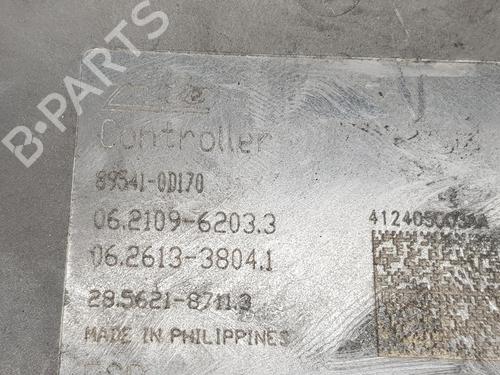 B-PARTS
Controller
89541-0D170
06.2109-6203.3
06.2613-3804.1
28.5621-8711.3
MADE IN PHILIPPINES